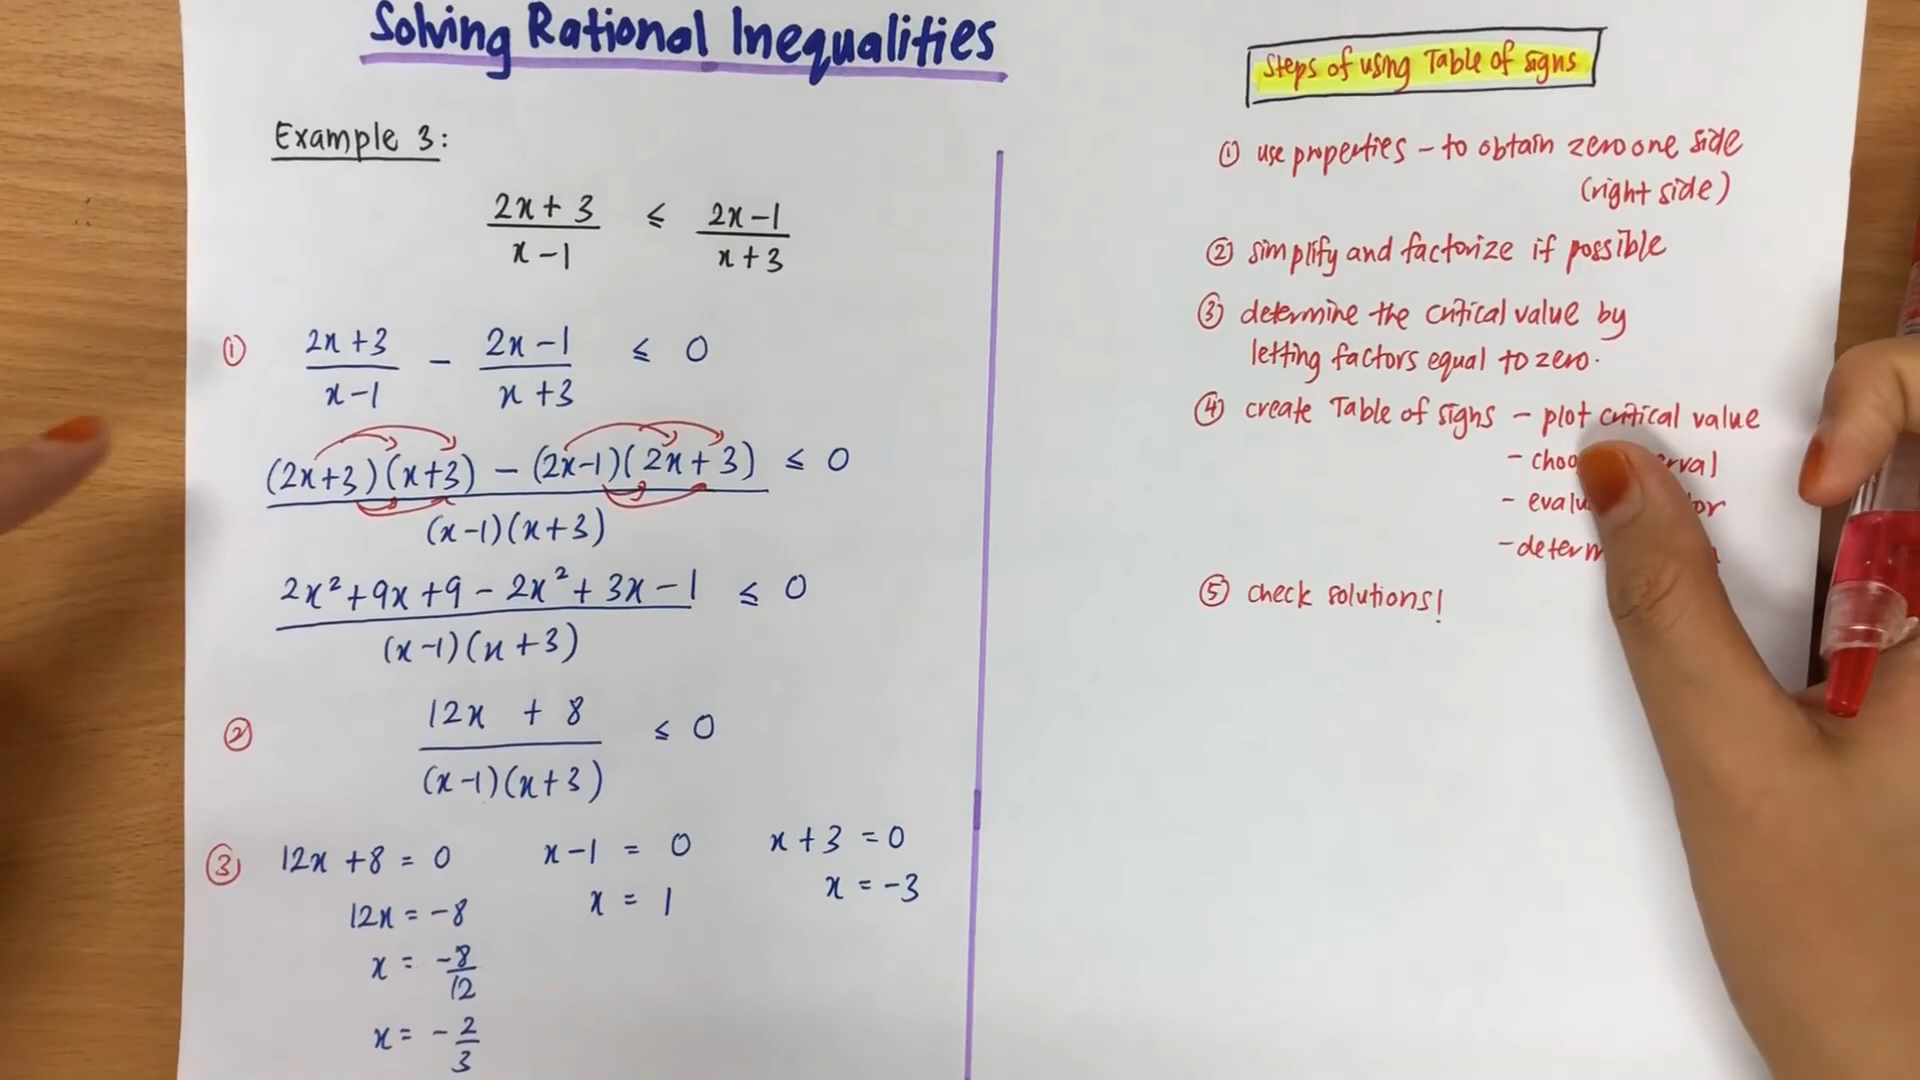 Solving Rational Inequalities
Example 3:
2x + 3 / x - 1 ≤ 2x - 1 / x + 3
① 2x + 3 / x - 1 - 2x - 1 / x + 3 ≤ 0
(2x+3)(x+3) - (2x-1)(2x+3) / (x-1)(x+3) ≤ 0
2x² + 9x + 9 - 2x² + 3x - 1 / (x-1)(x+3) ≤ 0
② 12x + 8 / (x-1)(x+3) ≤ 0
③ 12x + 8 = 0 x - 1 = 0 x + 3 = 0
12x = -8 x = 1 x = -3
x = -8/12
x = -2/3
Steps of using Table of signs
① use properties - to obtain zero one side
(right side)
② simplify and factorize if possible
③ determine the critical value by
letting factors equal to zero.
④ create Table of signs - plot critical value
-
-
-
⑤ check solutions!